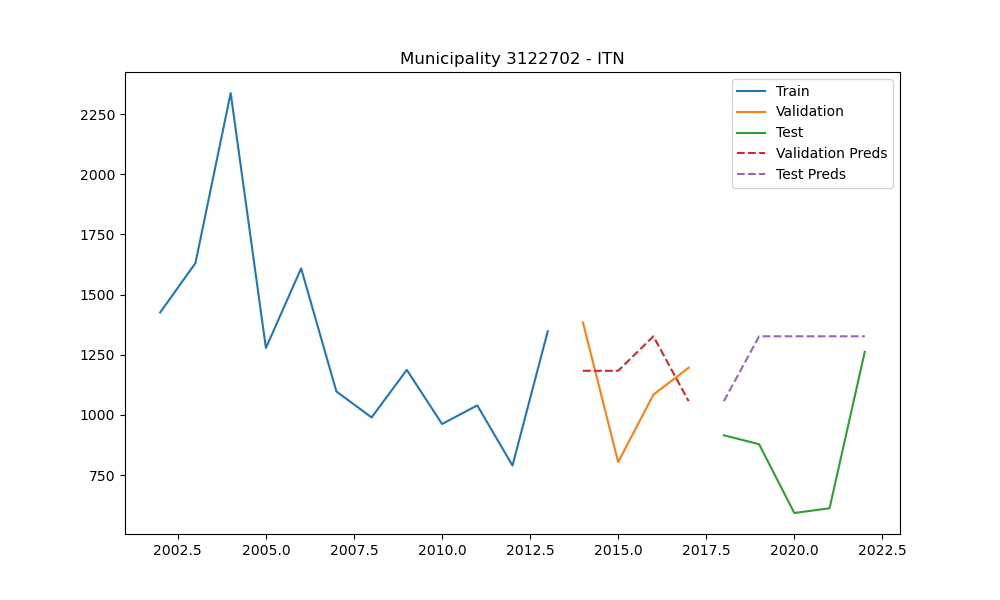 Municipality 3122702 - ITN
Train
Validation
Test
Validation Preds
Test Preds
2250
2000
1750
1500
1250
1000
750
2002.5 2005.0 2007.5 2010.0 2012.5 2015.0 2017.5 2020.0 2022.5